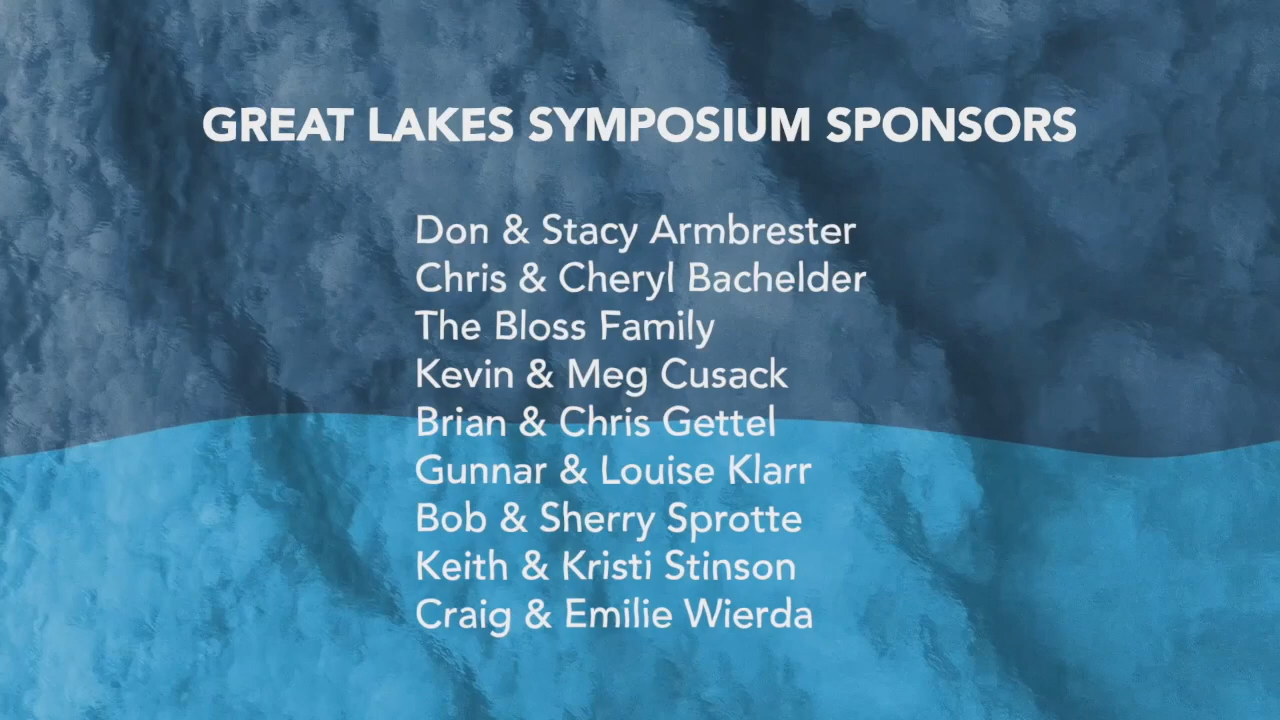 GREAT LAKES SYMPOSIUM SPONSORS
Don & Stacy Armbrester
Chris & Cheryl Bachelder
The Bloss Family
Kevin & Meg Cusack
Brian & Chris Gettel
Gunnar & Louise Klarr
Bob & Sherry Sprotte
Keith & Kristi Stinson
Craig & Emilie Wierda